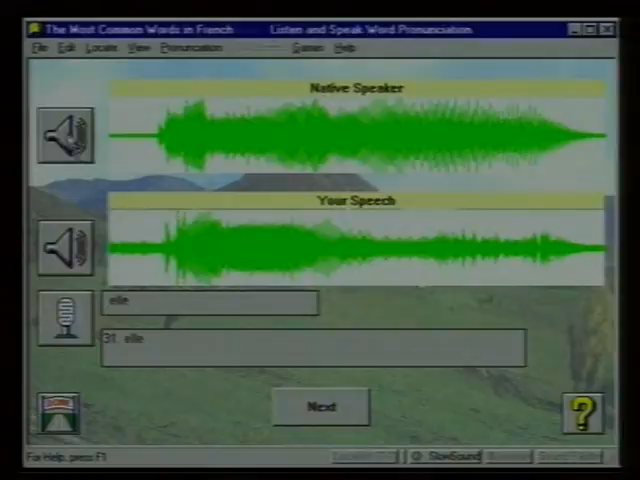 The Most Common Words in French Listen and Speak Word Pronunciation
File Edit Locate View Pronunciation Games Help
Native Speaker
Your Speech
elle
31. elle
Next
?
For Help, press F1
SlowSound